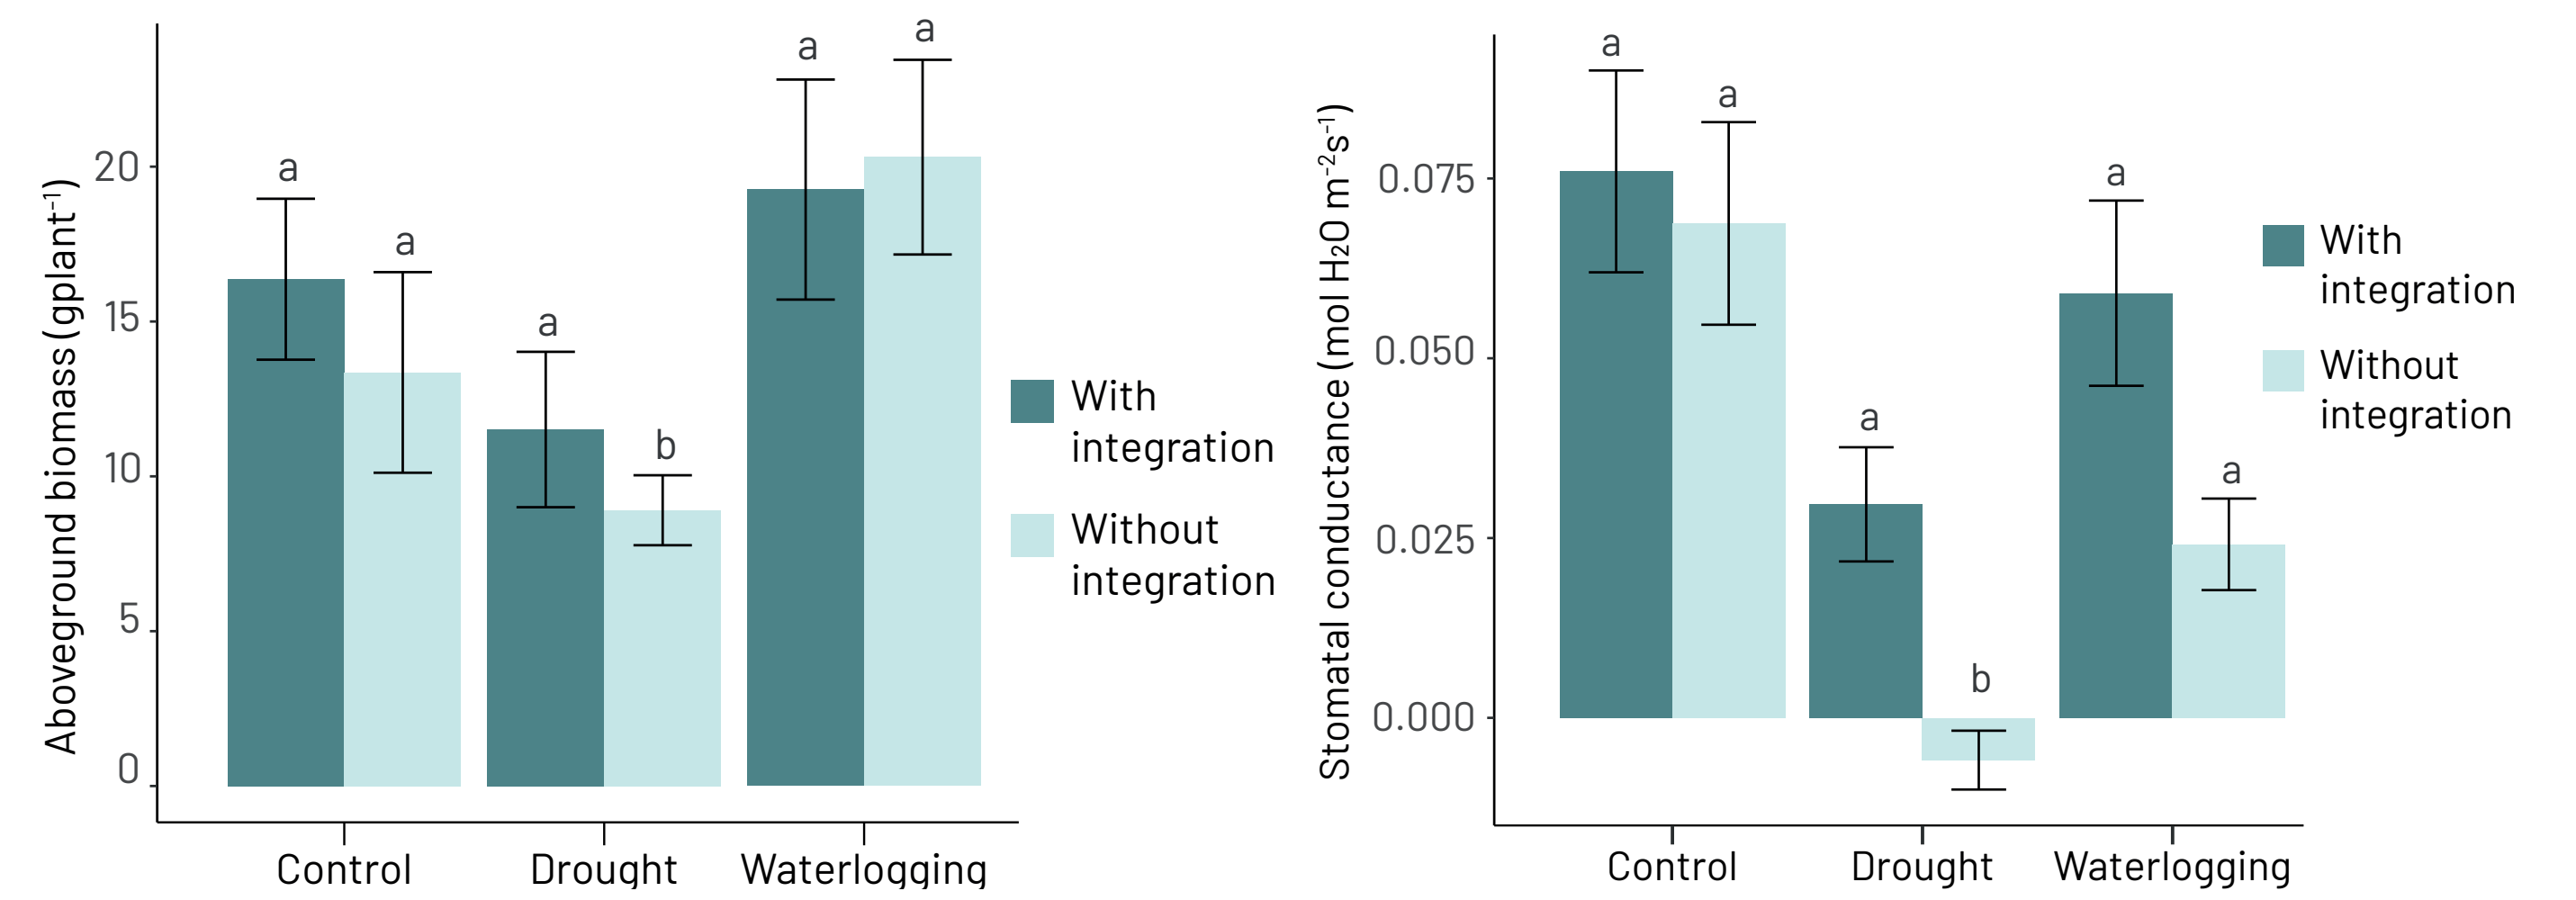 Aboveground biomass (gplant⁻¹)
20
15
10
5
0
a
a
a
b
a
a
Control
Drought
Waterlogging
With
integration
Without
integration
Stomatal conductance (mol H₂O m⁻²s⁻¹)
0.075
0.050
0.025
0.000
a
a
a
b
a
a
Control
Drought
Waterlogging
With
integration
Without
integration